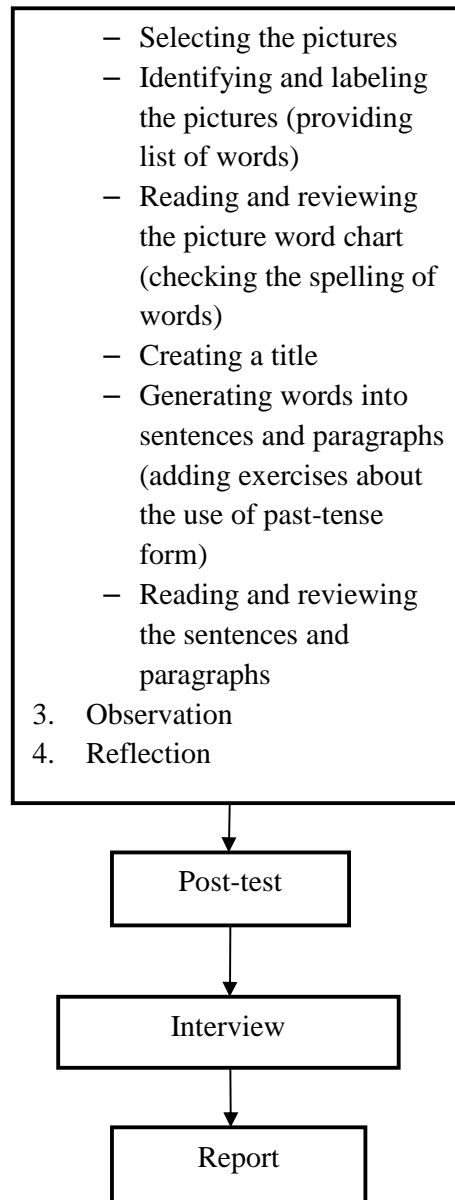 – Selecting the pictures
– Identifying and labeling
the pictures (providing
list of words)
– Reading and reviewing
the picture word chart
(checking the spelling of
words)
– Creating a title
– Generating words into
sentences and paragraphs
(adding exercises about
the use of past-tense
form)
– Reading and reviewing
the sentences and
paragraphs
3. Observation
4. Reflection
Post-test
Interview
Report